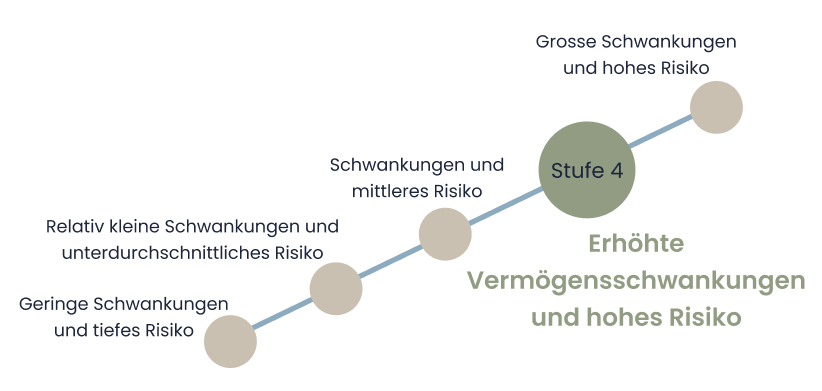 Grosse Schwankungen
und hohes Risiko
Stufe 4
Schwankungen und
mittleres Risiko
Erhöhte
Vermögensschwankungen
und hohes Risiko
Relativ kleine Schwankungen und
unterdurchschnittliches Risiko
Geringe Schwankungen
und tiefes Risiko